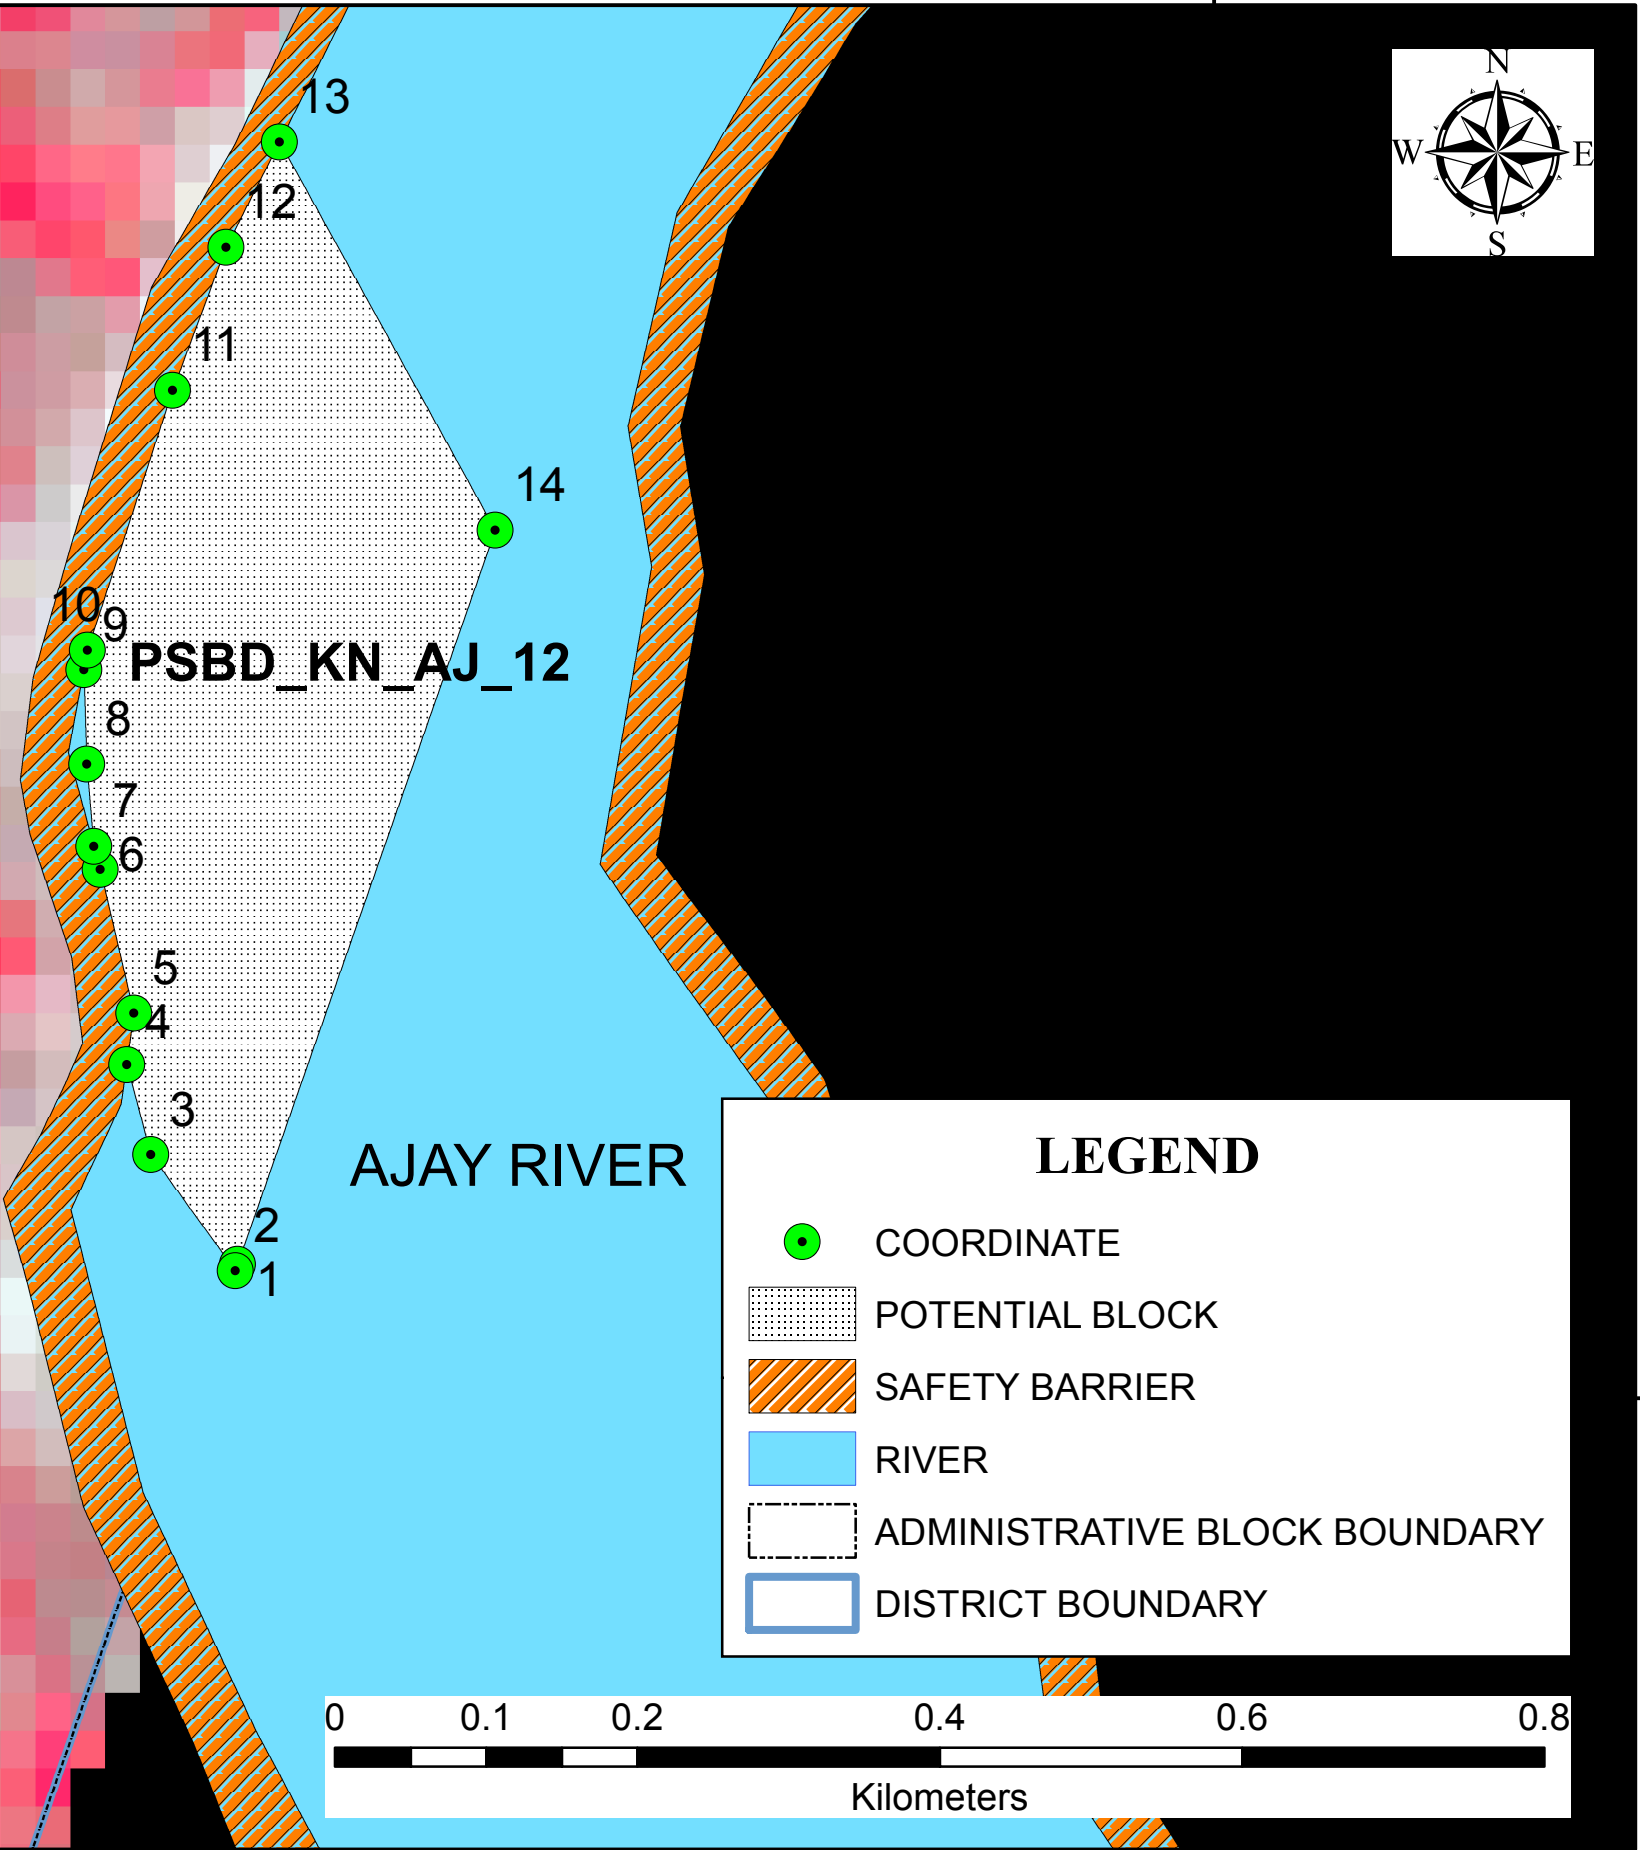 N
W E
S
13
12
11
14
10
9
PSBD_KN_AJ_12
8
7
6
5
4
3
AJAY RIVER
2
1
LEGEND
COORDINATE
POTENTIAL BLOCK
SAFETY BARRIER
RIVER
ADMINISTRATIVE BLOCK BOUNDARY
DISTRICT BOUNDARY
0 0.1 0.2 0.4 0.6 0.8
Kilometers